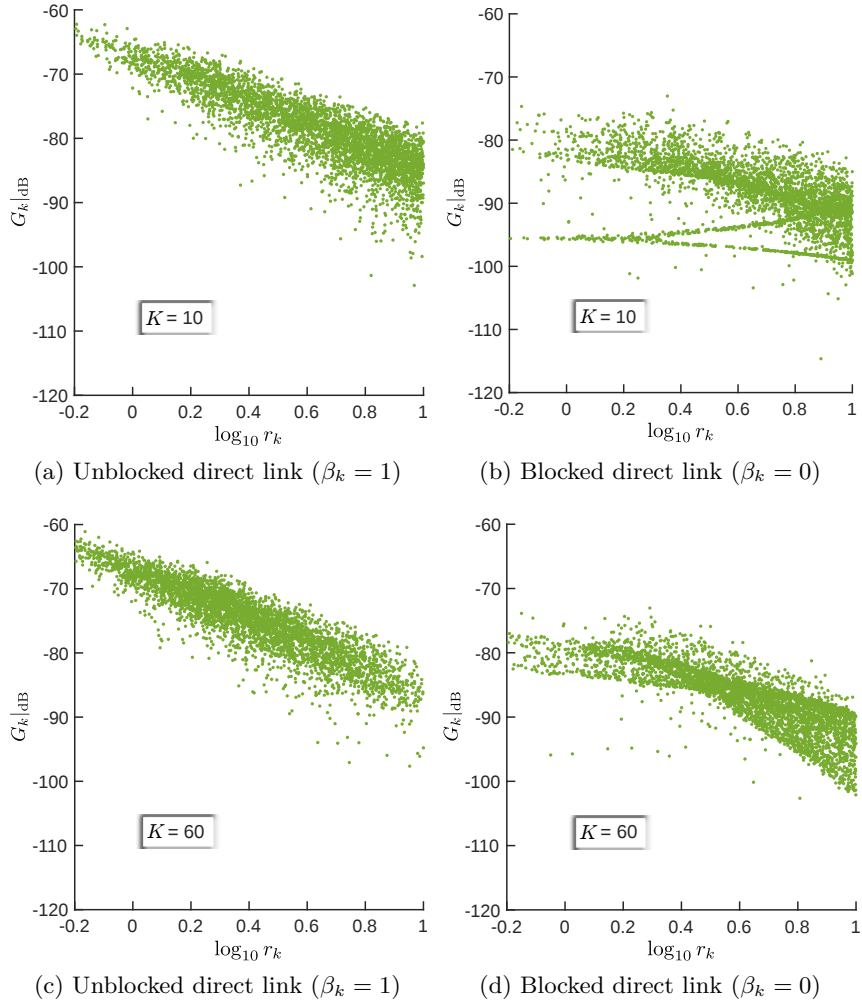 -60
-70
-80
-90
-100
-110
-120
-0.2 0 0.2 0.4 0.6 0.8 1
G_k|dB
log10 r_k
K = 10
(a) Unblocked direct link (β_k = 1)
-60
-70
-80
-90
-100
-110
-120
-0.2 0 0.2 0.4 0.6 0.8 1
G_k|dB
log10 r_k
K = 10
(b) Blocked direct link (β_k = 0)
-60
-70
-80
-90
-100
-110
-120
-0.2 0 0.2 0.4 0.6 0.8 1
G_k|dB
log10 r_k
K = 60
(c) Unblocked direct link (β_k = 1)
-60
-70
-80
-90
-100
-110
-120
-0.2 0 0.2 0.4 0.6 0.8 1
G_k|dB
log10 r_k
K = 60
(d) Blocked direct link (β_k = 0)